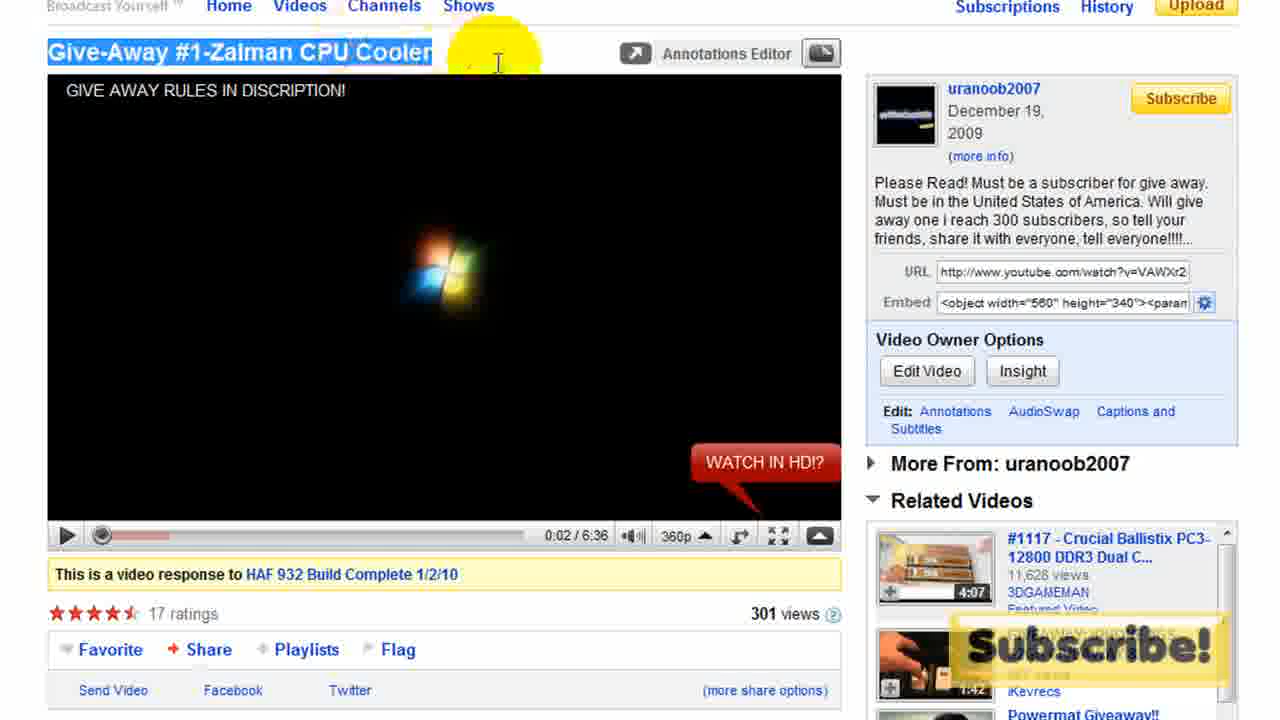 Broadcast Yourself ™
Home Videos Channels Shows
Subscriptions History Upload
Give-Away #1-Zalman CPU Cooler
Annotations Editor
GIVE AWAY RULES IN DISCRIPTION!
WATCH IN HD!?
0:02 / 6:36 360p
This is a video response to HAF 932 Build Complete 1/2/10
17 ratings
301 views
Favorite Share Playlists Flag
Send Video Facebook Twitter (more share options)
uranoob2007
December 19,
2009
(more info)
Subscribe
Please Read! Must be a subscriber for give away.
Must be in the United States of America. Will give
away one i reach 300 subscribers, so tell your
friends, share it with everyone, tell everyone!!!!...
URL http://www.youtube.com/watch?v=VAWXr2
Embed <object width="560" height="340"><param
Video Owner Options
Edit Video Insight
Edit: Annotations AudioSwap Captions and
Subtitles
More From: uranoob2007
Related Videos
#1117 - Crucial Ballistix PC3-
12800 DDR3 Dual C...
11,628 views
3DGAMEMAN
Featured Video
4:07
Subscribe!
7:42
iKevrecs
Powermat Giveaway!!